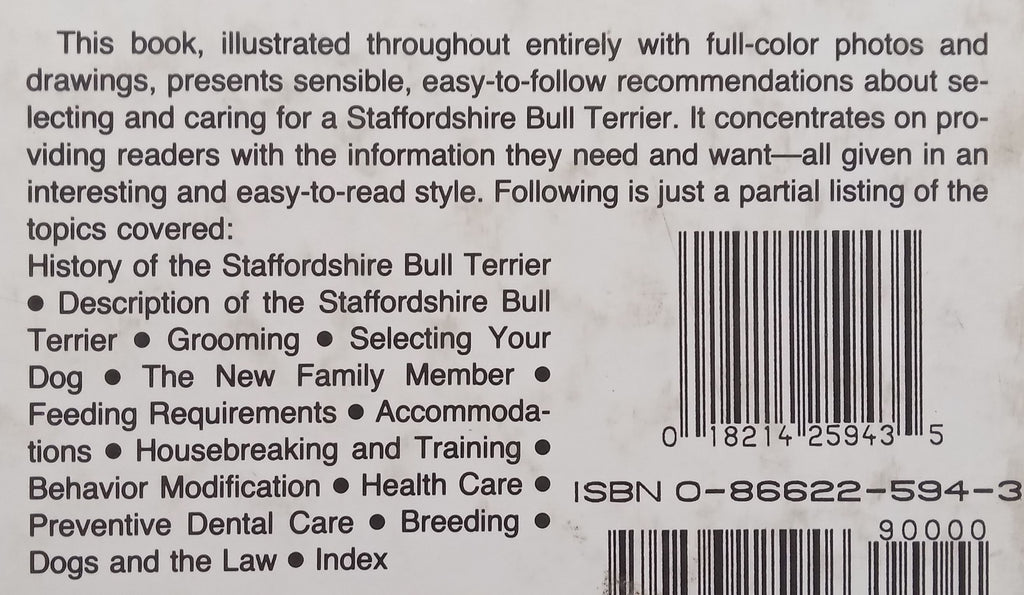 This book, illustrated throughout entirely with full-color photos and
drawings, presents sensible, easy-to-follow recommendations about se-
lecting and caring for a Staffordshire Bull Terrier. It concentrates on pro-
viding readers with the information they need and want—all given in an
interesting and easy-to-read style. Following is just a partial listing of the
topics covered:
History of the Staffordshire Bull Terrier
● Description of the Staffordshire Bull
Terrier ● Grooming ● Selecting Your
Dog ● The New Family Member ●
Feeding Requirements ● Accommoda-
tions ● Housebreaking and Training ●
Behavior Modification ● Health Care ●
Preventive Dental Care ● Breeding ●
Dogs and the Law ● Index
0 18214 25943 5
ISBN 0-86622-594-3
90000